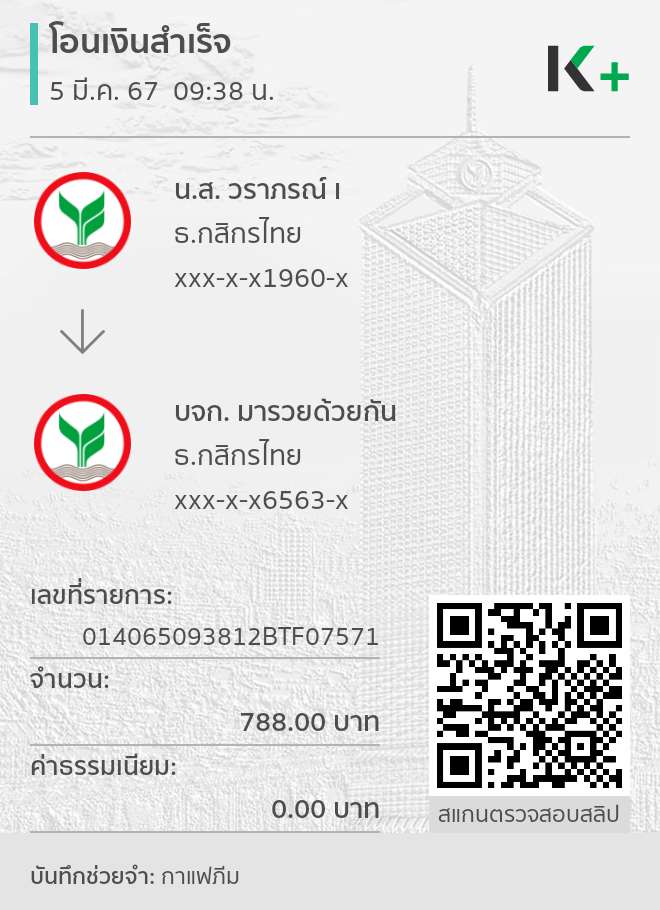 โอนเงินสำเร็จ
5 มี.ค. 67 09:38 น.
K+
น.ส. วราภรณ์ เ
ธ.กสิกรไทย
xxx-x-x1960-x
บจก. มารวยด้วยกัน
ธ.กสิกรไทย
xxx-x-x6563-x
เลขที่รายการ:
014065093812BTF07571
จำนวน:
788.00 บาท
ค่าธรรมเนียม:
0.00 บาท
สแกนตรวจสอบสลิป
บันทึกช่วยจำ: กาแฟภีม